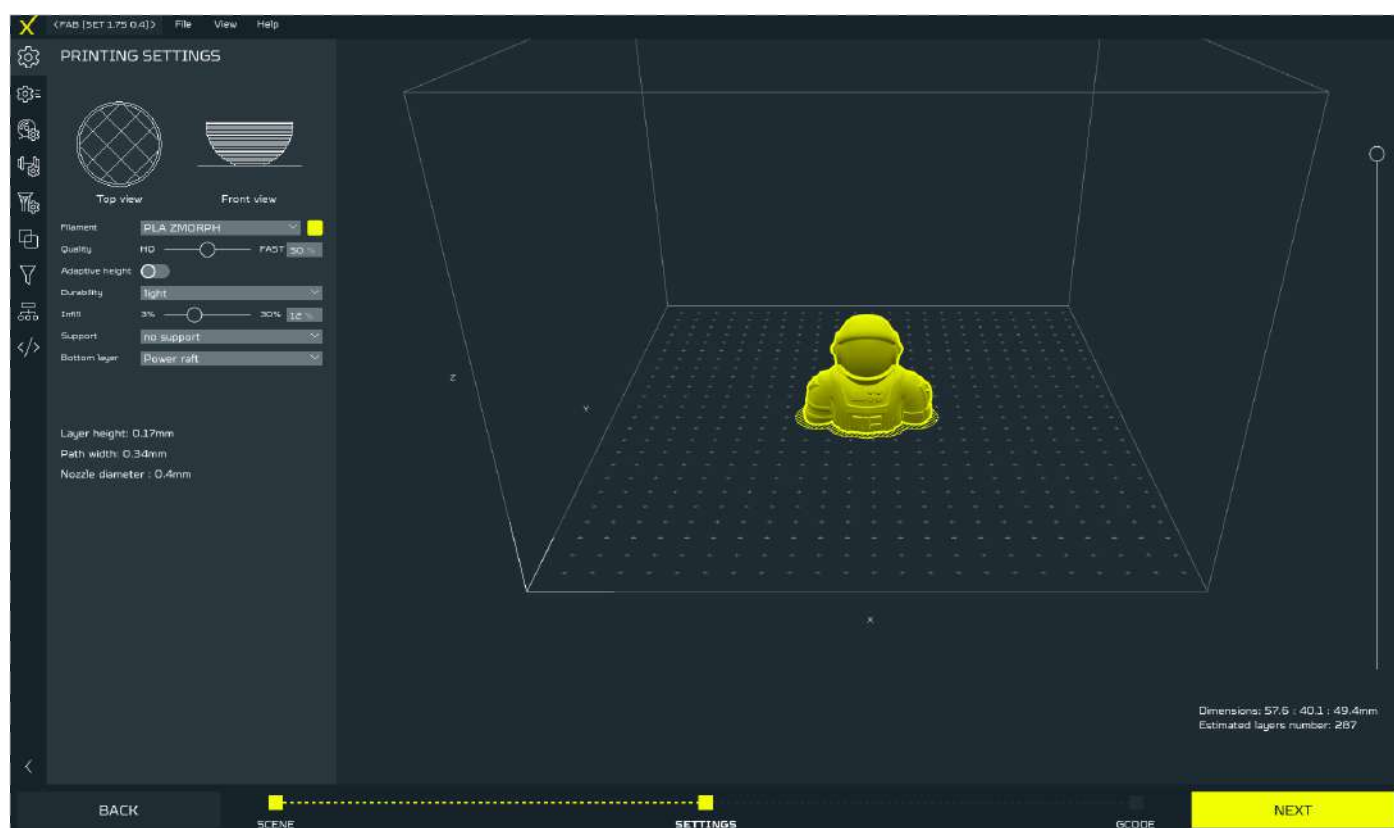 (FAB [SET 1.75 0.4]) File View Help
PRINTING SETTINGS
Top view Front view
Filament PLA ZMORPH
Quality HQ FAST 50 %
Adaptive height
Durability light
Infill 3% 30% 12 %
Support no support
Bottom layer Power raft
Layer height: 0.17mm
Path width: 0.34mm
Nozzle diameter : 0.4mm
Z
Y
X
Dimensions: 57.6 : 40.1 : 49.4mm
Estimated layers number: 287
BACK
SCENE
SETTINGS
GCODE
NEXT